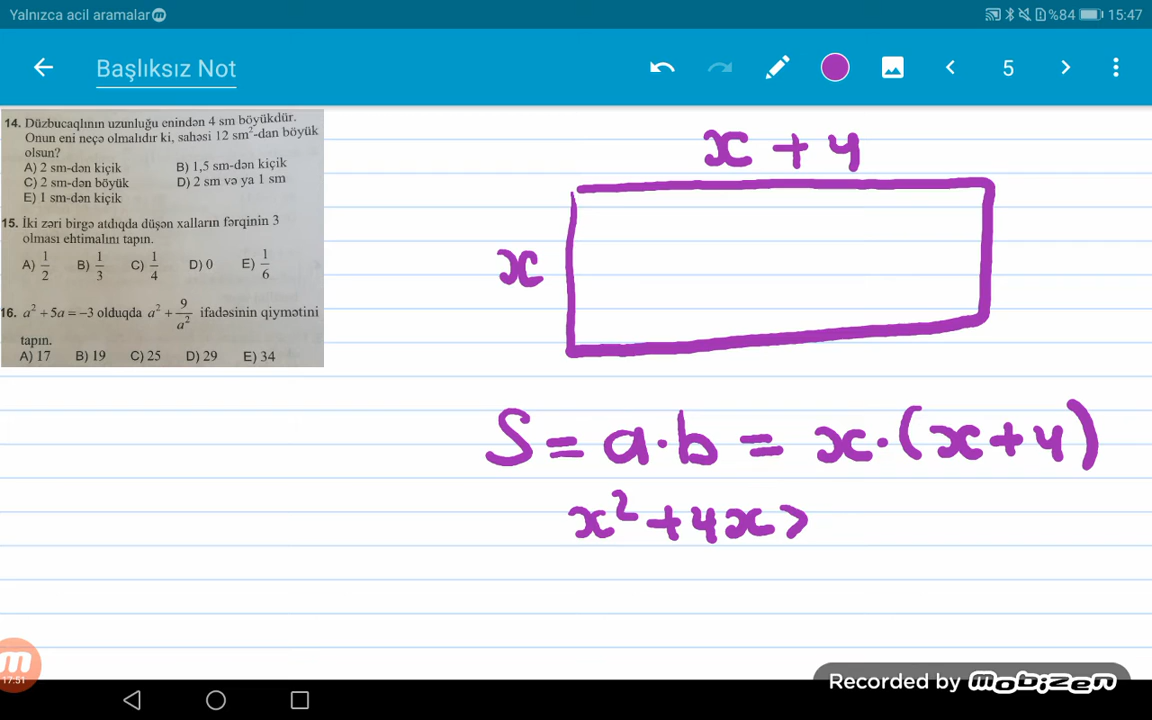 Yalnızca acil aramalar
%84 15:47
Başlıksız Not
5
14. Düzbucaqlının uzunluğu enindən 4 sm böyükdür.
Onun eni neçə olmalıdır ki, sahəsi 12 sm²-dan böyük
olsun?
A) 2 sm-dən kiçik B) 1,5 sm-dən kiçik
C) 2 sm-dən böyük D) 2 sm və ya 1 sm
E) 1 sm-dən kiçik
15. İki zəri birgə atdıqda düşən xalların fərqinin 3
olması ehtimalını tapın.
A) 1/2 B) 1/3 C) 1/4 D) 0 E) 1/6
16. a² + 5a = −3 olduqda a² + 9/a² ifadəsinin qiymətini
tapın.
A) 17 B) 19 C) 25 D) 29 E) 34
x + 4
x
S = a·b = x·(x+4)
x² + 4x >
17:51
Recorded by mobizen